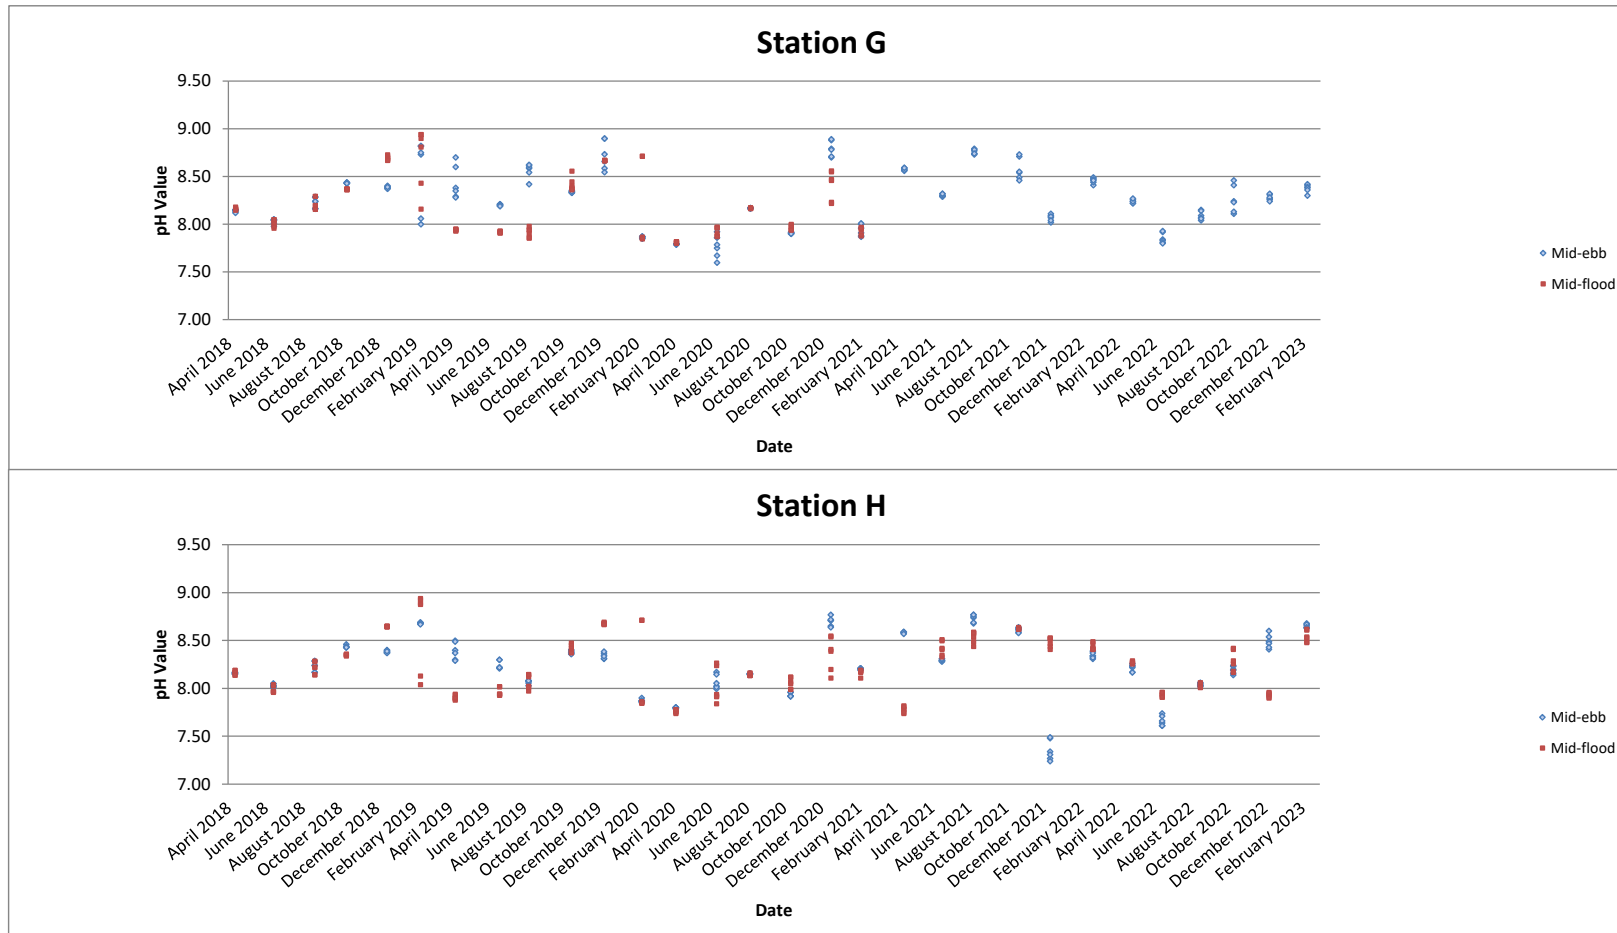 Station G
9.50
9.00
8.50
8.00
7.50
7.00
pH Value
Mid-ebb
Mid-flood
April 2018
June 2018
August 2018
October 2018
December 2018
February 2019
April 2019
June 2019
August 2019
October 2019
December 2019
February 2020
April 2020
June 2020
August 2020
October 2020
December 2020
February 2021
April 2021
June 2021
August 2021
October 2021
December 2021
February 2022
April 2022
June 2022
August 2022
October 2022
December 2022
February 2023
Date
Station H
9.50
9.00
8.50
8.00
7.50
7.00
pH Value
Mid-ebb
Mid-flood
April 2018
June 2018
August 2018
October 2018
December 2018
February 2019
April 2019
June 2019
August 2019
October 2019
December 2019
February 2020
April 2020
June 2020
August 2020
October 2020
December 2020
February 2021
April 2021
June 2021
August 2021
October 2021
December 2021
February 2022
April 2022
June 2022
August 2022
October 2022
December 2022
February 2023
Date